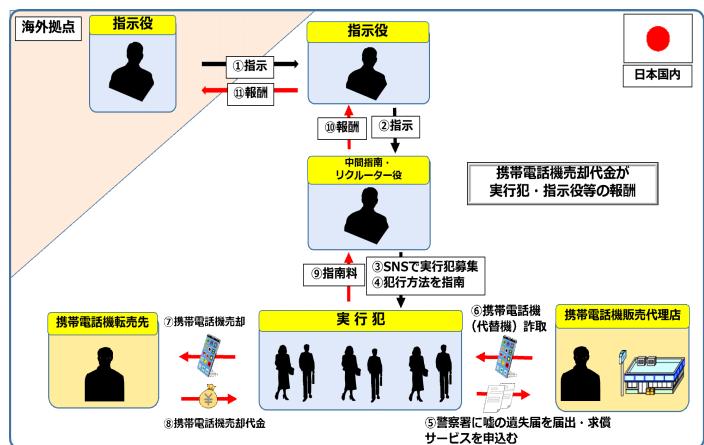 海外拠点
指示役
指示役
日本国内
①指示
⑪報酬
⑩報酬
②指示
中間指南・
リクルーター役
携帯電話機売却代金が
実行犯・指示役等の報酬
⑨指南料
③SNSで実行犯募集
④犯行方法を指南
携帯電話機転売先
⑦携帯電話機売却
実行犯
⑥携帯電話機
(代替機)詐取
携帯電話機販売代理店
⑧携帯電話機売却代金
⑤警察署に嘘の遺失届を届出・求償
サービスを申込む